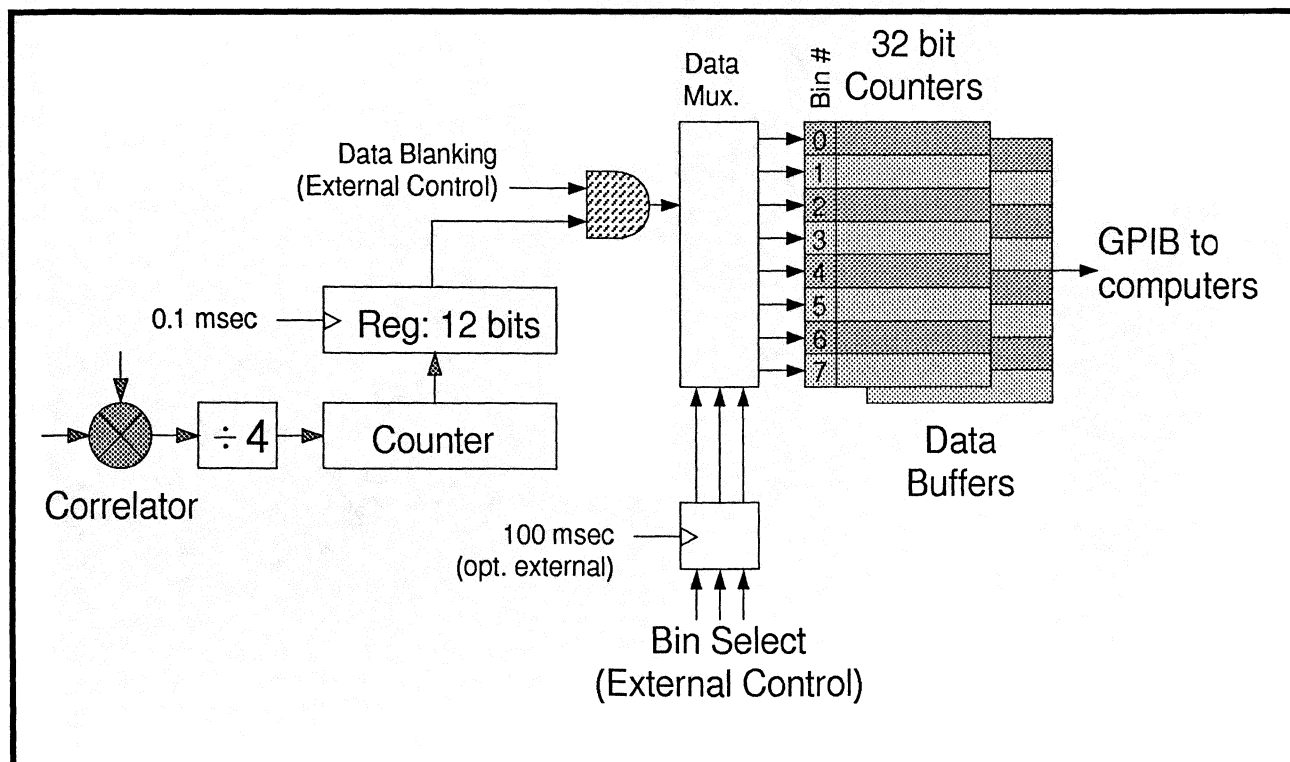 32 bit
Counters
Data
Mux.
Bin #
Data Blanking
(External Control)
0
1
2
3
4
5
6
7
GPIB to
computers
0.1 msec
Reg: 12 bits
÷ 4
Counter
Correlator
Data
Buffers
100 msec
(opt. external)
Bin Select
(External Control)